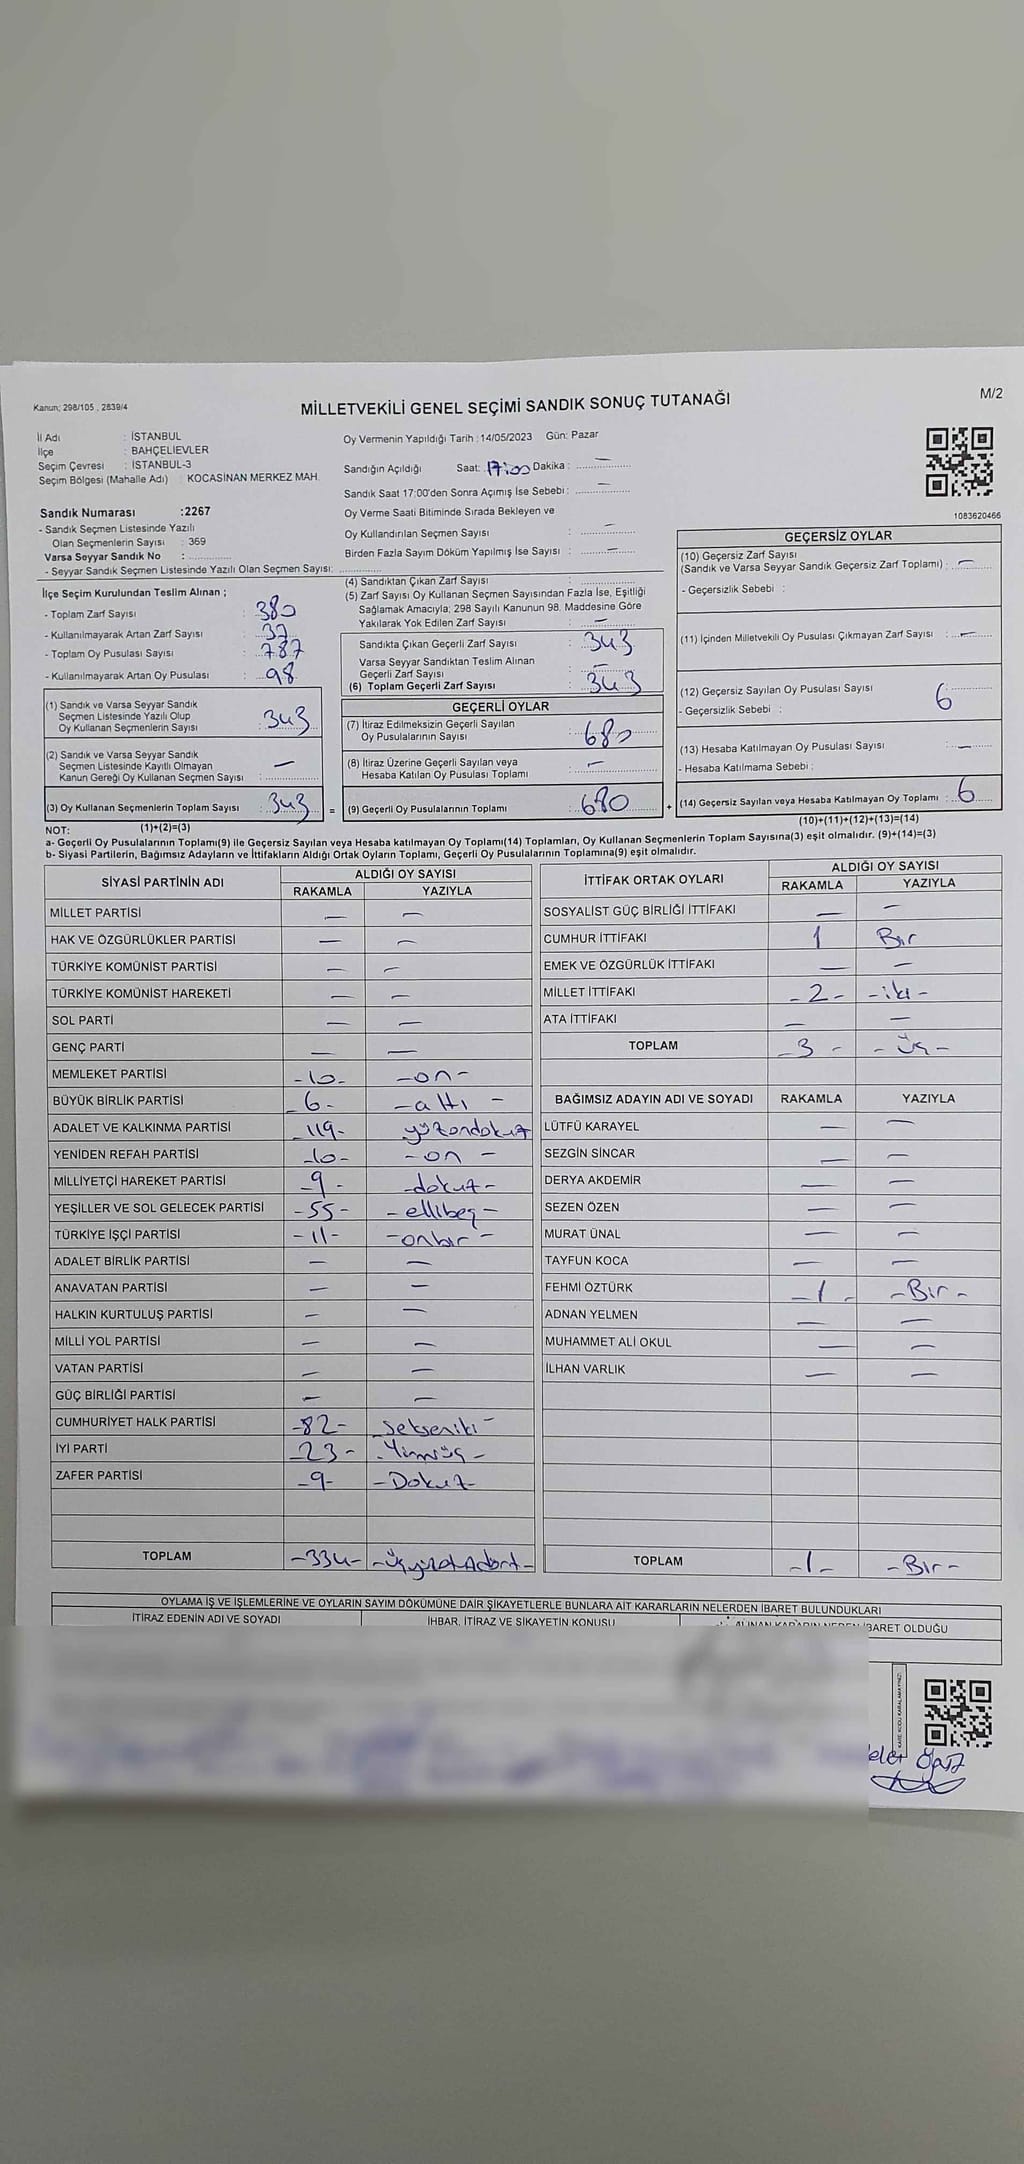 Kanun; 298/105 , 2839/4
MİLLETVEKİLİ GENEL SEÇİMİ SANDIK SONUÇ TUTANAĞI
M/2
İl Adı : İSTANBUL
İlçe : BAHÇELİEVLER
Seçim Çevresi : İSTANBUL-3
Seçim Bölgesi (Mahalle Adı) KOCASİNAN MERKEZ MAH.
Sandık Numarası :2267
- Sandık Seçmen Listesinde Yazılı
Olan Seçmenlerin Sayısı : 369
Varsa Seyyar Sandık No :
- Seyyar Sandık Seçmen Listesinde Yazılı Olan Seçmen Sayısı:
Oy Vermenin Yapıldığı Tarih : 14/05/2023 Gün: Pazar
Sandığın Açıldığı Saat: 17:00 Dakika : —
Sandık Saat 17:00'den Sonra Açımış İse Sebebi : —
Oy Verme Saati Bitiminde Sırada Bekleyen ve
Oy Kullandırılan Seçmen Sayısı : —
Birden Fazla Sayım Döküm Yapılmış İse Sayısı : —
1083620466
İlçe Seçim Kurulundan Teslim Alınan ;
- Toplam Zarf Sayısı : 380
- Kullanılmayarak Artan Zarf Sayısı : 37
- Toplam Oy Pusulası Sayısı : 787
- Kullanılmayarak Artan Oy Pusulası : 98
(1) Sandık ve Varsa Seyyar Sandık
Seçmen Listesinde Yazılı Olup
Oy Kullanan Seçmenlerin Sayısı : 343
(2) Sandık ve Varsa Seyyar Sandık
Seçmen Listesinde Kayıtlı Olmayan
Kanun Gereği Oy Kullanan Seçmen Sayısı : —
(3) Oy Kullanan Seçmenlerin Toplam Sayısı : 343 =
(4) Sandıktan Çıkan Zarf Sayısı :
(5) Zarf Sayısı Oy Kullanan Seçmen Sayısından Fazla İse, Eşitliği
Sağlamak Amacıyla; 298 Sayılı Kanunun 98. Maddesine Göre
Yakılarak Yok Edilen Zarf Sayısı : —
Sandıkta Çıkan Geçerli Zarf Sayısı : 343
Varsa Seyyar Sandıktan Teslim Alınan
Geçerli Zarf Sayısı : —
(6) Toplam Geçerli Zarf Sayısı : 343
GEÇERLİ OYLAR
(7) İtiraz Edilmeksizin Geçerli Sayılan
Oy Pusulalarının Sayısı : 680
(8) İtiraz Üzerine Geçerli Sayılan veya
Hesaba Katılan Oy Pusulası Toplamı : —
(9) Geçerli Oy Pusulalarının Toplamı : 680 +
GEÇERSİZ OYLAR
(10) Geçersiz Zarf Sayısı
(Sandık ve Varsa Seyyar Sandık Geçersiz Zarf Toplamı) : —
- Geçersizlik Sebebi :
(11) İçinden Milletvekili Oy Pusulası Çıkmayan Zarf Sayısı : —
(12) Geçersiz Sayılan Oy Pusulası Sayısı : 6
- Geçersizlik Sebebi :
(13) Hesaba Katılmayan Oy Pusulası Sayısı : —
- Hesaba Katılmama Sebebi :
(14) Geçersiz Sayılan veya Hesaba Katılmayan Oy Toplamı : 6
NOT: (1)+(2)=(3) (10)+(11)+(12)+(13)=(14)
a- Geçerli Oy Pusulalarının Toplamı(9) ile Geçersiz Sayılan veya Hesaba katılmayan Oy Toplamı(14) Toplamları, Oy Kullanan Seçmenlerin Toplam Sayısına(3) eşit olmalıdır. (9)+(14)=(3)
b- Siyasi Partilerin, Bağımsız Adayların ve İttifakların Aldığı Ortak Oyların Toplamı, Geçerli Oy Pusulalarının Toplamına(9) eşit olmalıdır.
SİYASİ PARTİNİN ADI ALDIĞI OY SAYISI
RAKAMLA YAZIYLA
MİLLET PARTİSİ — —
HAK VE ÖZGÜRLÜKLER PARTİSİ — —
TÜRKİYE KOMÜNİST PARTİSİ — —
TÜRKİYE KOMÜNİST HAREKETİ — —
SOL PARTİ — —
GENÇ PARTİ — —
MEMLEKET PARTİSİ -10- -on-
BÜYÜK BİRLİK PARTİSİ -6- -altı-
ADALET VE KALKINMA PARTİSİ -119- yüzondokuz
YENİDEN REFAH PARTİSİ -10- -on-
MİLLİYETÇİ HAREKET PARTİSİ -9- -dokuz-
YEŞİLLER VE SOL GELECEK PARTİSİ -55- -ellibeş-
TÜRKİYE İŞÇİ PARTİSİ -11- -onbir-
ADALET BİRLİK PARTİSİ — —
ANAVATAN PARTİSİ — —
HALKIN KURTULUŞ PARTİSİ — —
MİLLİ YOL PARTİSİ — —
VATAN PARTİSİ — —
GÜÇ BİRLİĞİ PARTİSİ — —
CUMHURİYET HALK PARTİSİ -82- -Sekseniki-
İYİ PARTİ -23-
ZAFER PARTİSİ -9- -Dokuz-
TOPLAM -334-
İTTİFAK ORTAK OYLARI ALDIĞI OY SAYISI
RAKAMLA YAZIYLA
SOSYALİST GÜÇ BİRLİĞİ İTTİFAKI — —
CUMHUR İTTİFAKI 1 Bir
EMEK VE ÖZGÜRLÜK İTTİFAKI — —
MİLLET İTTİFAKI -2- -iki-
ATA İTTİFAKI — —
TOPLAM -3- -Üç-
BAĞIMSIZ ADAYIN ADI VE SOYADI RAKAMLA YAZIYLA
LÜTFÜ KARAYEL — —
SEZGİN SİNCAR — —
DERYA AKDEMİR — —
SEZEN ÖZEN — —
MURAT ÜNAL — —
TAYFUN KOCA — —
FEHMİ ÖZTÜRK -1- -Bir-
ADNAN YELMEN — —
MUHAMMET ALİ OKUL — —
İLHAN VARLIK — —
TOPLAM -1- -Bir-
OYLAMA İŞ VE İŞLEMLERİNE VE OYLARIN SAYIM DÖKÜMÜNE DAİR ŞİKAYETLERLE BUNLARA AİT KARARLARIN NELERDEN İBARET BULUNDUKLARI
İTİRAZ EDENİN ADI VE SOYADI İHBAR, İTİRAZ VE ŞİKAYETİN KONUSU ALINAN KARARIN NEDEN İBARET OLDUĞU
KARE KODU KARALAMAYINIZ!